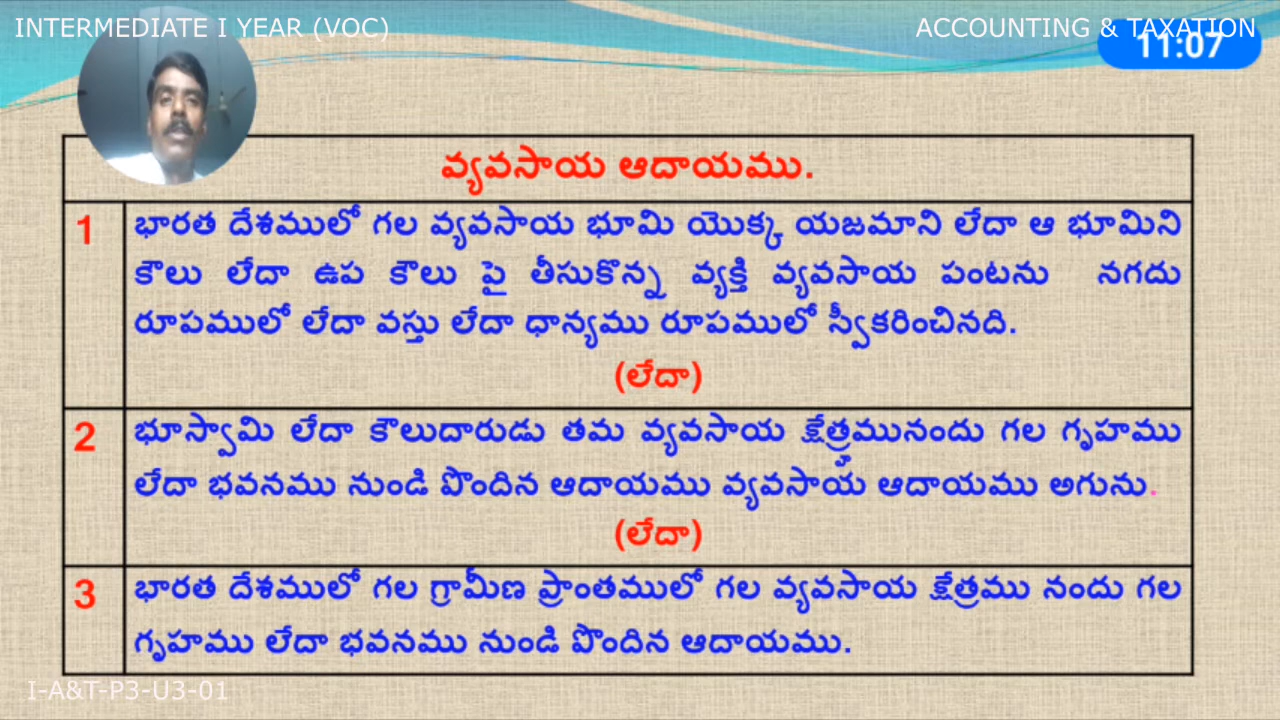 INTERMEDIATE I YEAR (VOC)
ACCOUNTING & TAXATION
11:07
వ్యవసాయ ఆదాయము.
1
భారత దేశములో గల వ్యవసాయ భూమి యొక్క యజమాని లేదా ఆ భూమిని
కౌలు లేదా ఉప కౌలు పై తీసుకొన్న వ్యక్తి వ్యవసాయ పంటను నగదు
రూపములో లేదా వస్తు లేదా ధాన్యము రూపములో స్వీకరించినది.
(లేదా)
2
భూస్వామి లేదా కౌలుదారుడు తమ వ్యవసాయ క్షేత్రమునందు గల గృహము
లేదా భవనము నుండి పొందిన ఆదాయము వ్యవసాయ ఆదాయము అగును.
(లేదా)
3
భారత దేశములో గల గ్రామీణ ప్రాంతములో గల వ్యవసాయ క్షేత్రము నందు గల
గృహము లేదా భవనము నుండి పొందిన ఆదాయము.
I-A&T-P3-U3-01